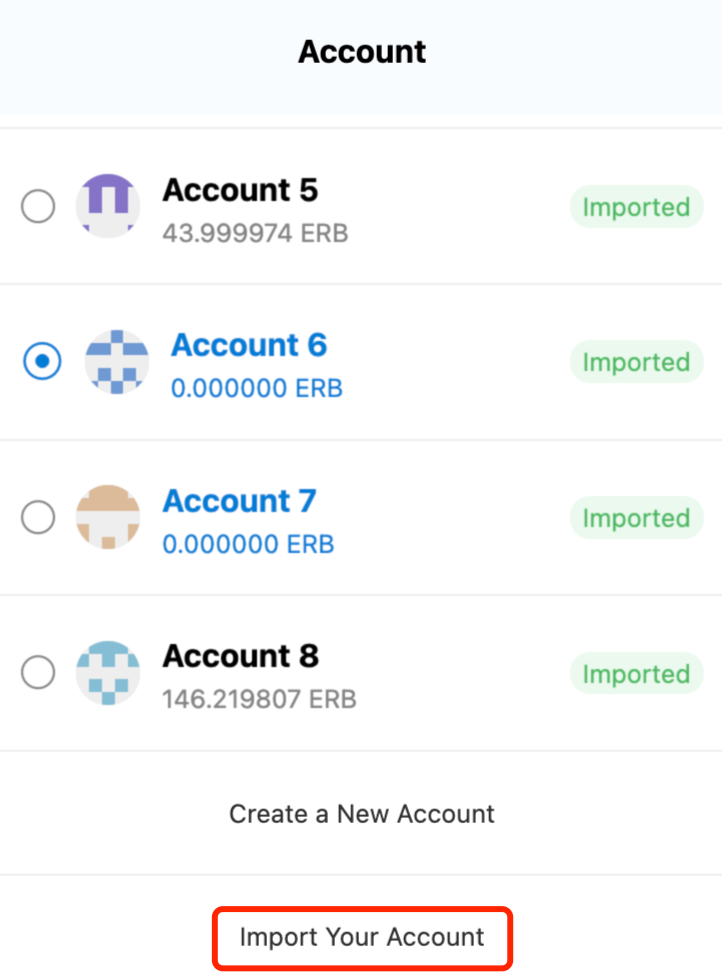 Account
Account 5
43.999974 ERB
Imported
Account 6
0.000000 ERB
Imported
Account 7
0.000000 ERB
Imported
Account 8
146.219807 ERB
Imported
Create a New Account
Import Your Account